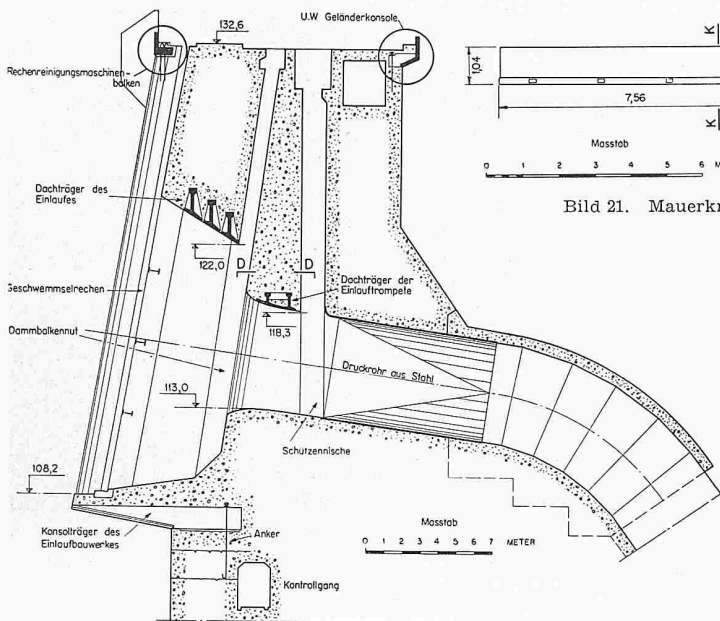 U.W. Geländerkonsole
132,6
K
Rechenreinigungsmaschinen-
balken
1,04
7,56
K
Masstab
0 1 2 3 4 5 6 M
Dachträger des
Einlaufes
Bild 21. Mauerkr
122,0
D D
Dachträger der
Einlauftrompete
Geschwemmselrechen
118,3
Dammbalkennut
Druckrohr aus Stahl
113,0
Schützennische
108,2
Konsolträger des
Einlaufbauwerkes
Anker
Masstab
0 1 2 3 4 5 6 7 METER
Kontrollgang